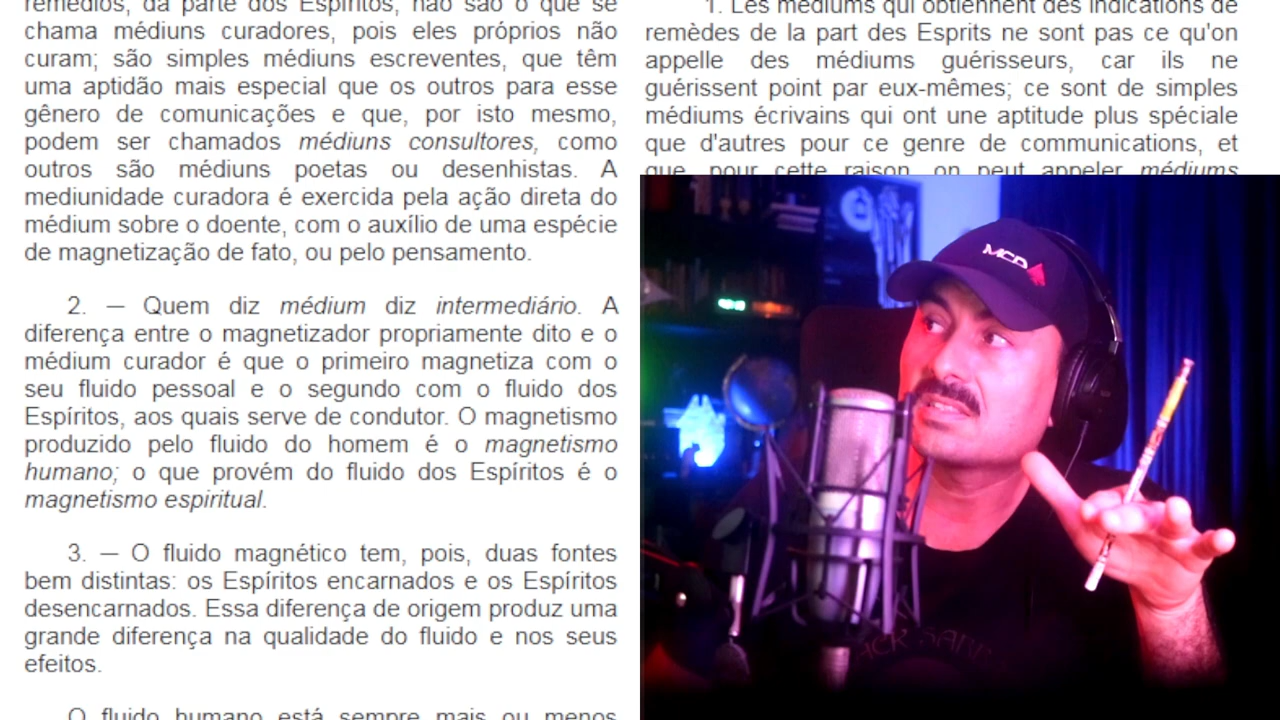 remédios, da parte dos Espíritos, não são o que se
chama médiuns curadores, pois eles próprios não
curam; são simples médiuns escreventes, que têm
uma aptidão mais especial que os outros para esse
gênero de comunicações e que, por isto mesmo,
podem ser chamados médiuns consultores, como
outros são médiuns poetas ou desenhistas. A
mediunidade curadora é exercida pela ação direta do
médium sobre o doente, com o auxílio de uma espécie
de magnetização de fato, ou pelo pensamento.
2. — Quem diz médium diz intermediário. A
diferença entre o magnetizador propriamente dito e o
médium curador é que o primeiro magnetiza com o
seu fluido pessoal e o segundo com o fluido dos
Espíritos, aos quais serve de condutor. O magnetismo
produzido pelo fluido do homem é o magnetismo
humano; o que provém do fluido dos Espíritos é o
magnetismo espiritual.
3. — O fluido magnético tem, pois, duas fontes
bem distintas: os Espíritos encarnados e os Espíritos
desencarnados. Essa diferença de origem produz uma
grande diferença na qualidade do fluido e nos seus
efeitos.
O fluido humano está sempre mais ou menos
1. Les médiums qui obtiennent des indications de
remèdes de la part des Esprits ne sont pas ce qu'on
appelle des médiums guérisseurs, car ils ne
guérissent point par eux-mêmes; ce sont de simples
médiums écrivains qui ont une aptitude plus spéciale
que d'autres pour ce genre de communications, et
que, pour cette raison, on peut appeler médiums
MCD